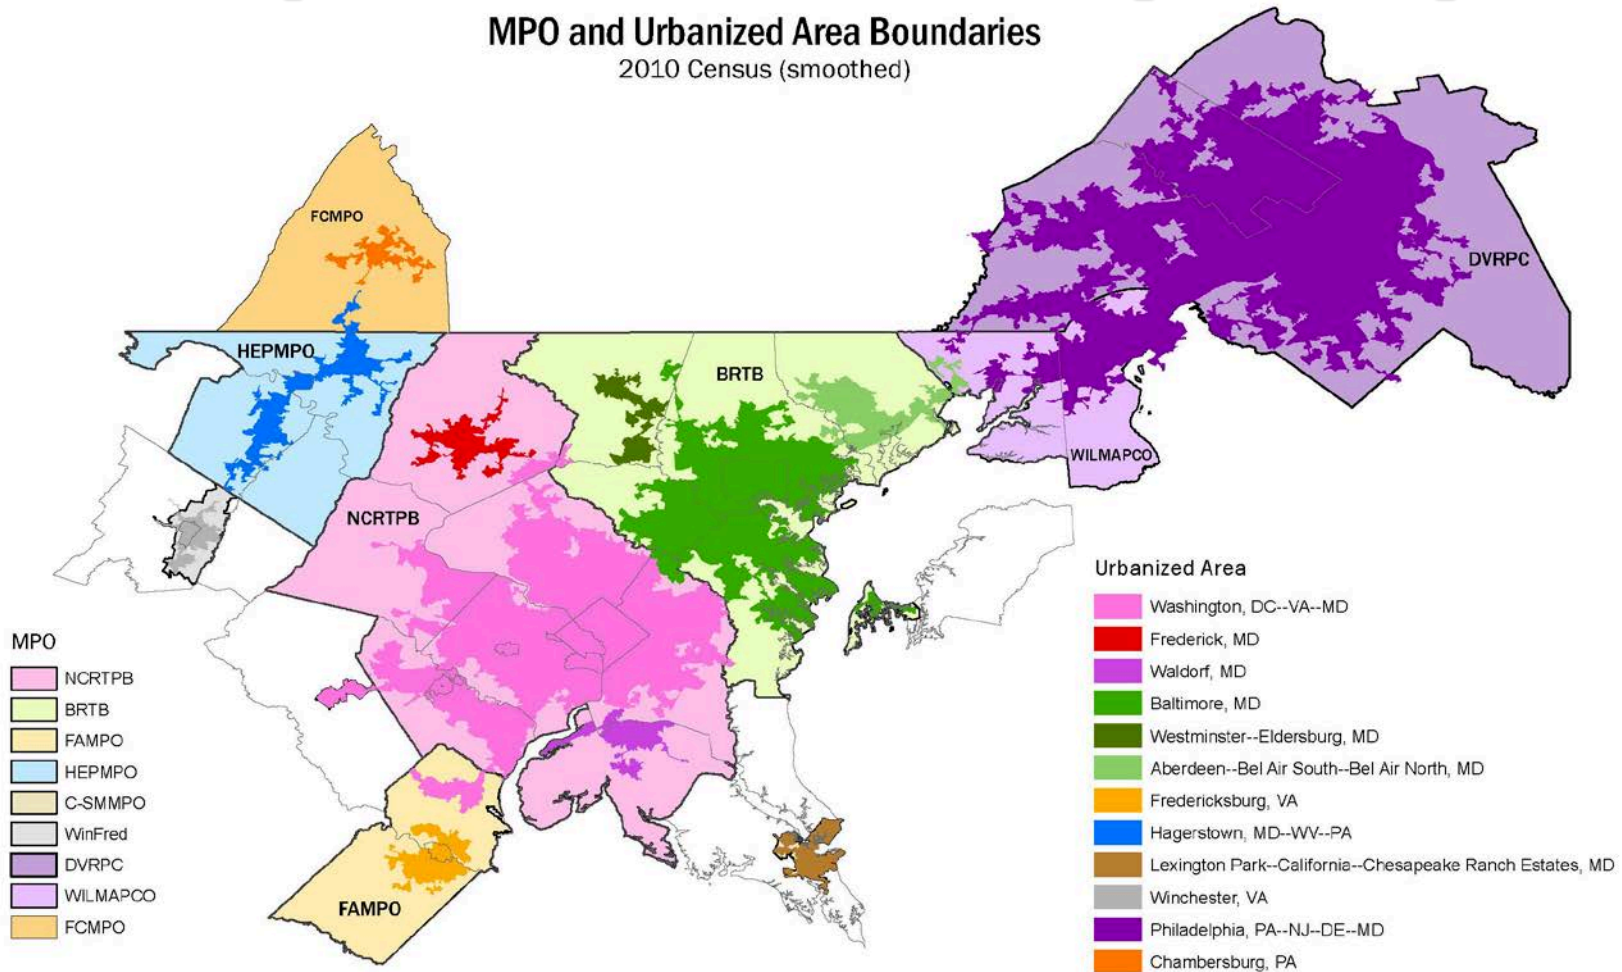 MPO and Urbanized Area Boundaries
2010 Census (smoothed)
FCMPO
DVRPC
HEPMPO
BRTB
WILMAPCO
NCRTPB
FAMPO
MPO
NCRTPB
BRTB
FAMPO
HEPMPO
C-SMMPO
WinFred
DVRPC
WILMAPCO
FCMPO
Urbanized Area
Washington, DC--VA--MD
Frederick, MD
Waldorf, MD
Baltimore, MD
Westminster--Eldersburg, MD
Aberdeen--Bel Air South--Bel Air North, MD
Fredericksburg, VA
Hagerstown, MD--WV--PA
Lexington Park--California--Chesapeake Ranch Estates, MD
Winchester, VA
Philadelphia, PA--NJ--DE--MD
Chambersburg, PA